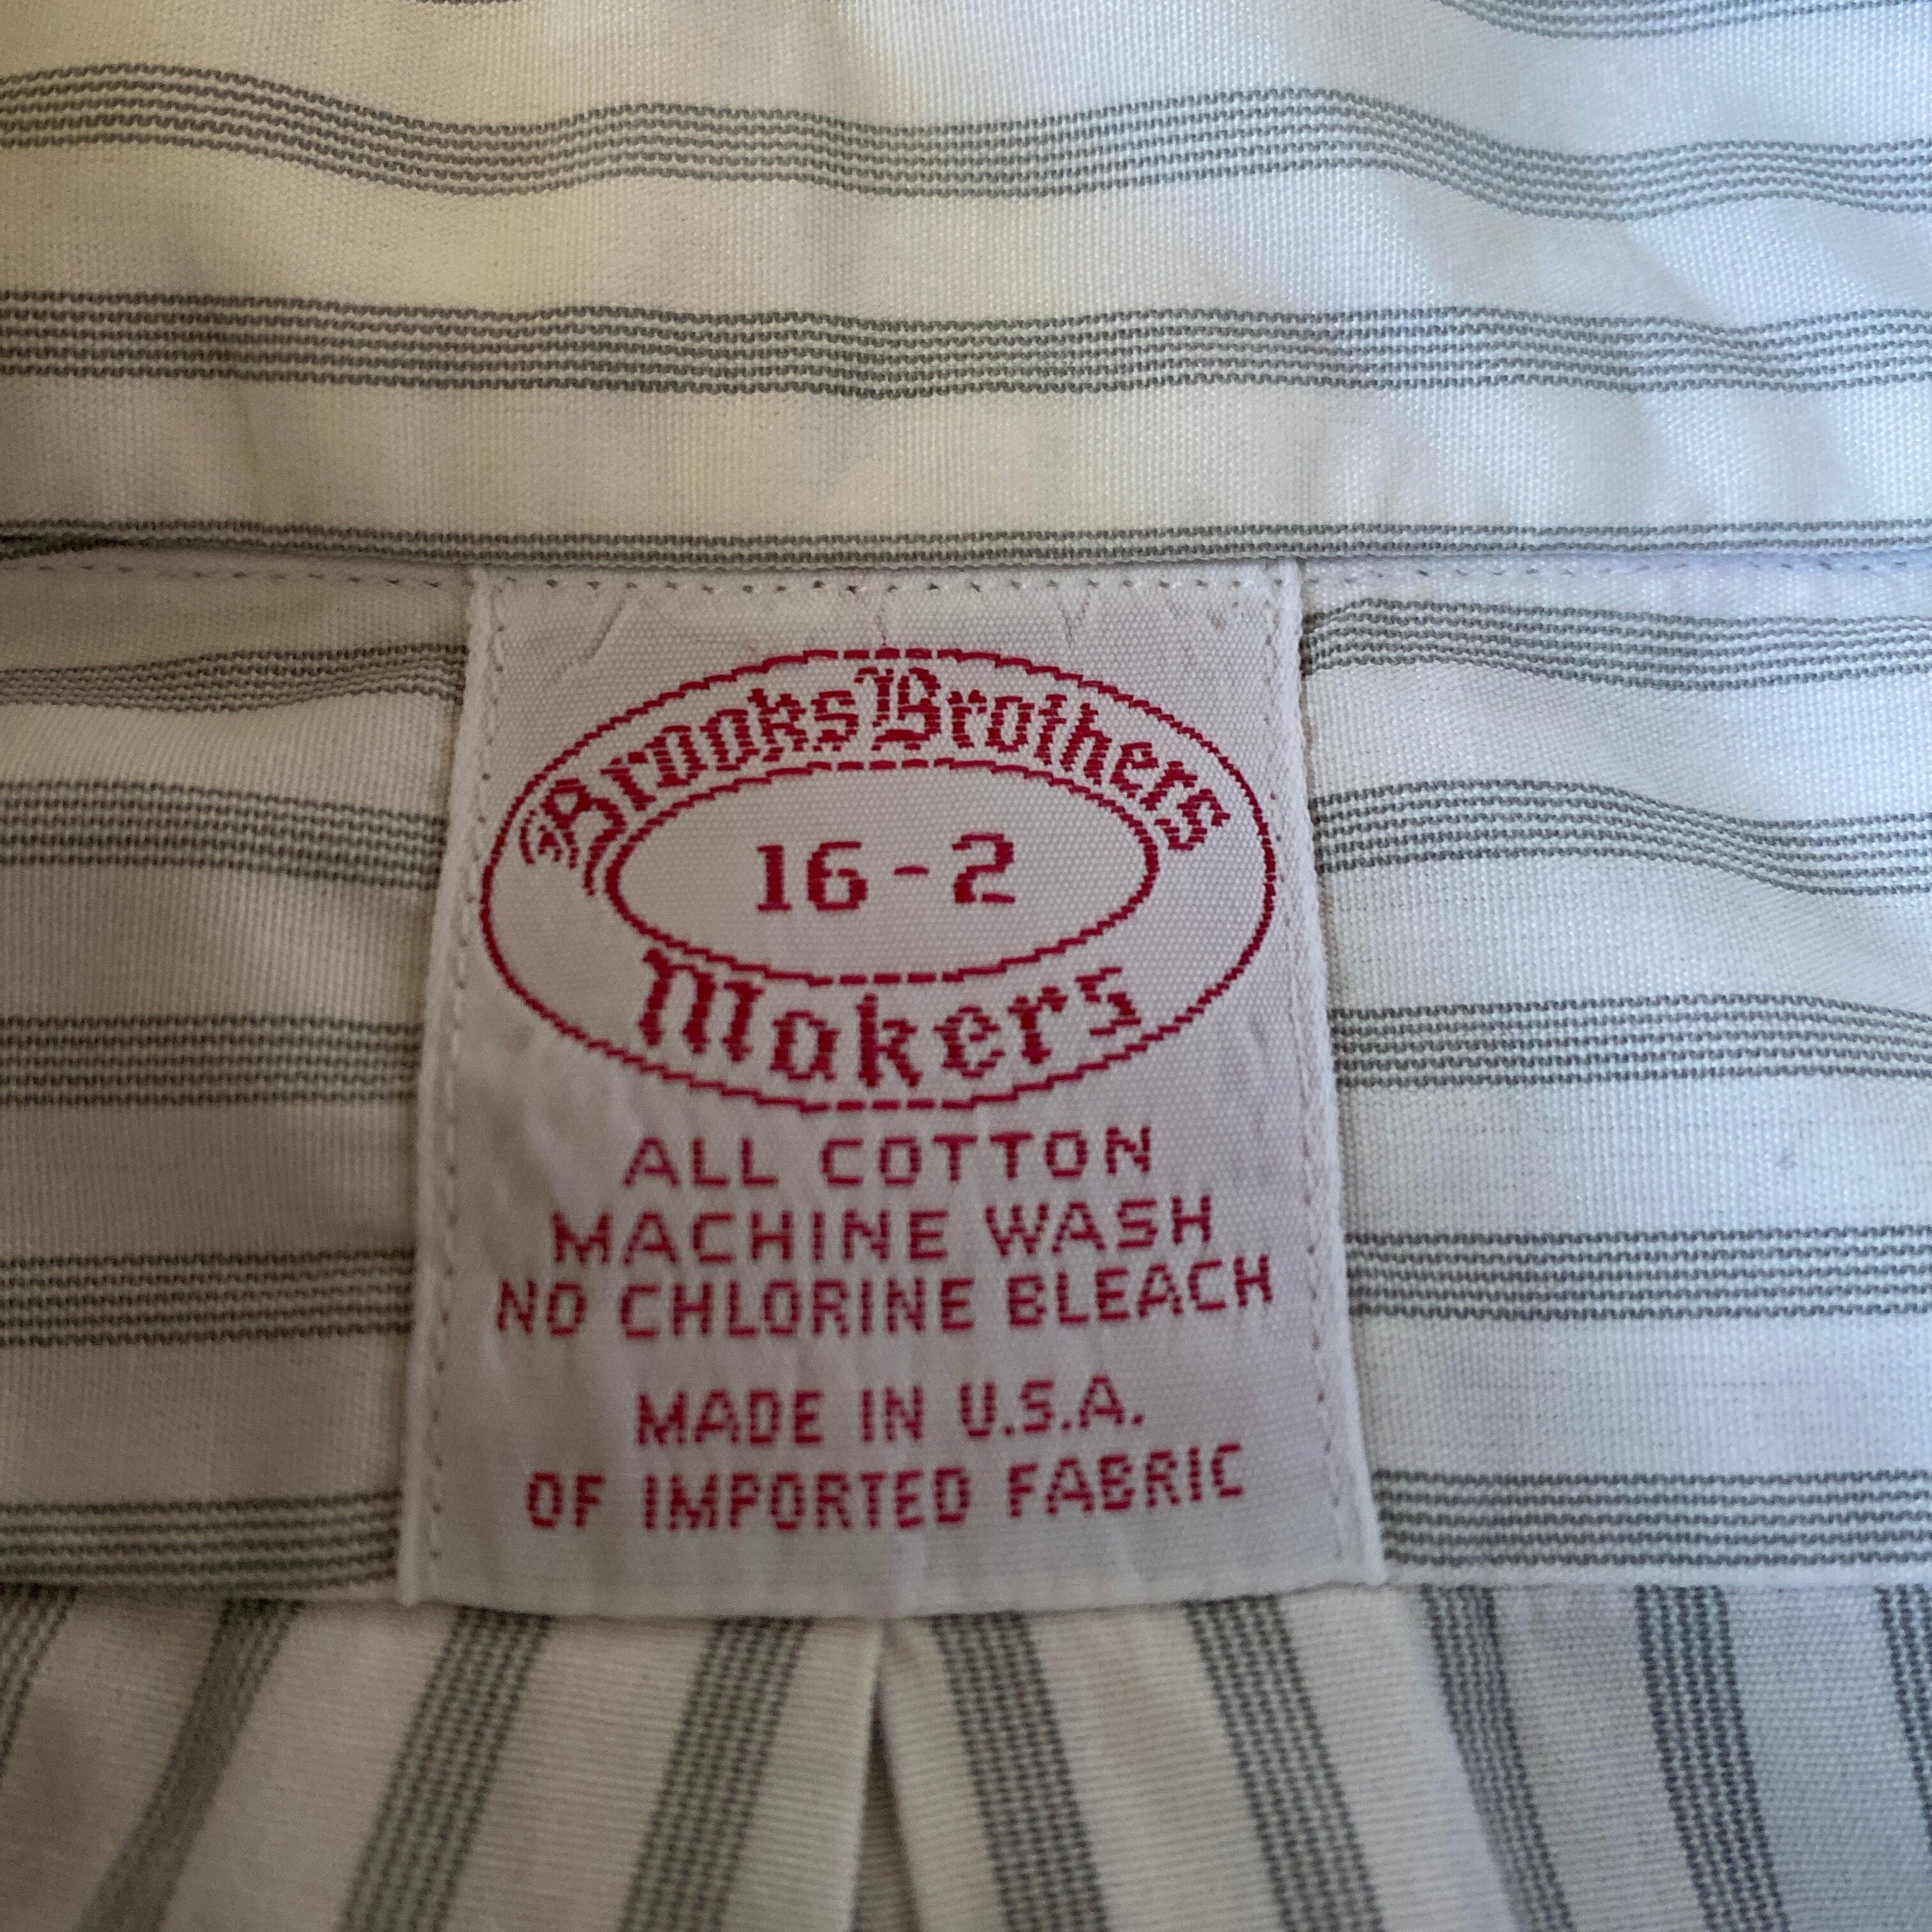 Brooks Brothers
16-2
Makers
ALL COTTON
MACHINE WASH
NO CHLORINE BLEACH
MADE IN U.S.A.
OF IMPORTED FABRIC